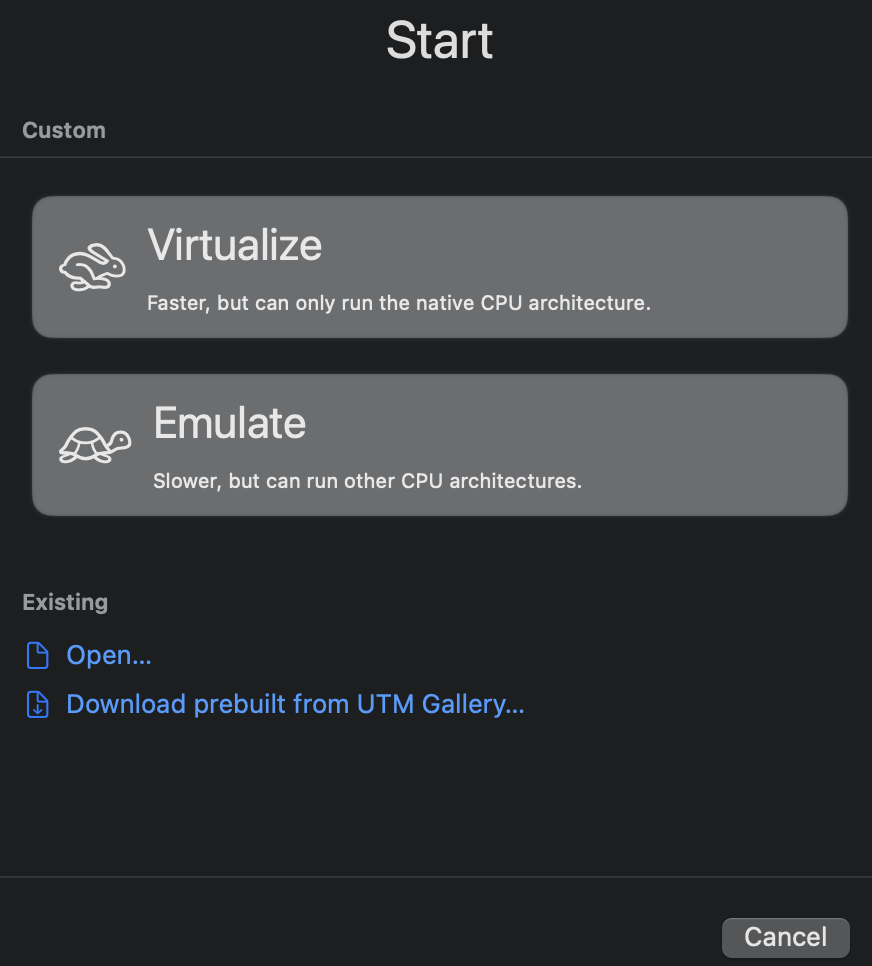 Start
Custom
Virtualize
Faster, but can only run the native CPU architecture.
Emulate
Slower, but can run other CPU architectures.
Existing
Open...
Download prebuilt from UTM Gallery...
Cancel